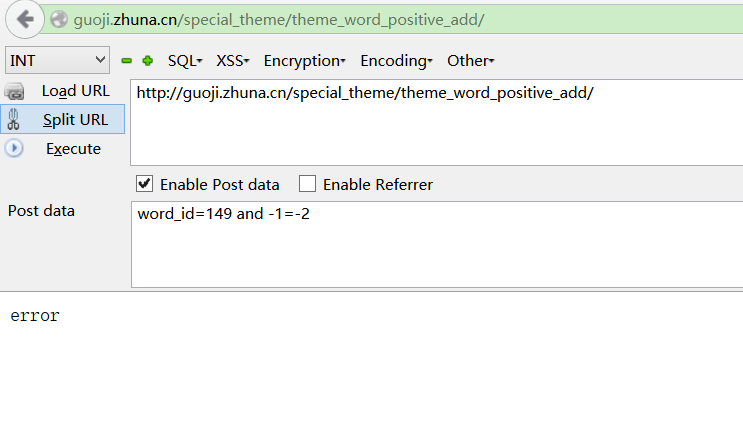 guoji.zhuna.cn/special_theme/theme_word_positive_add/
INT SQL XSS Encryption Encoding Other
Load URL
http://guoji.zhuna.cn/special_theme/theme_word_positive_add/
Split URL
Execute
Enable Post data Enable Referrer
Post data
word_id=149 and -1=-2
error